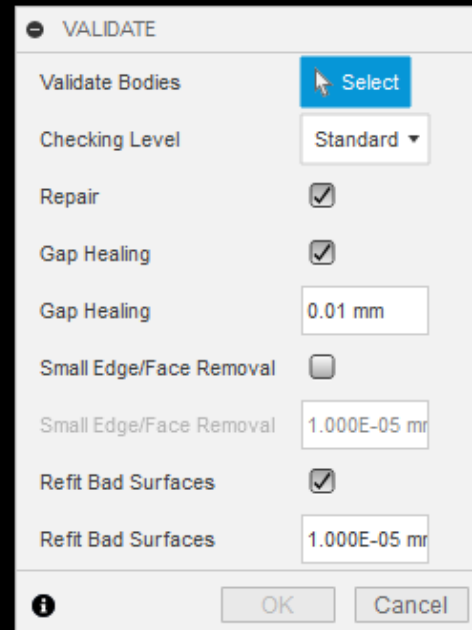 VALIDATE
Validate Bodies Select
Checking Level Standard
Repair
Gap Healing
Gap Healing 0.01 mm
Small Edge/Face Removal
Small Edge/Face Removal 1.000E-05 mr
Refit Bad Surfaces
Refit Bad Surfaces 1.000E-05 mr
OK Cancel